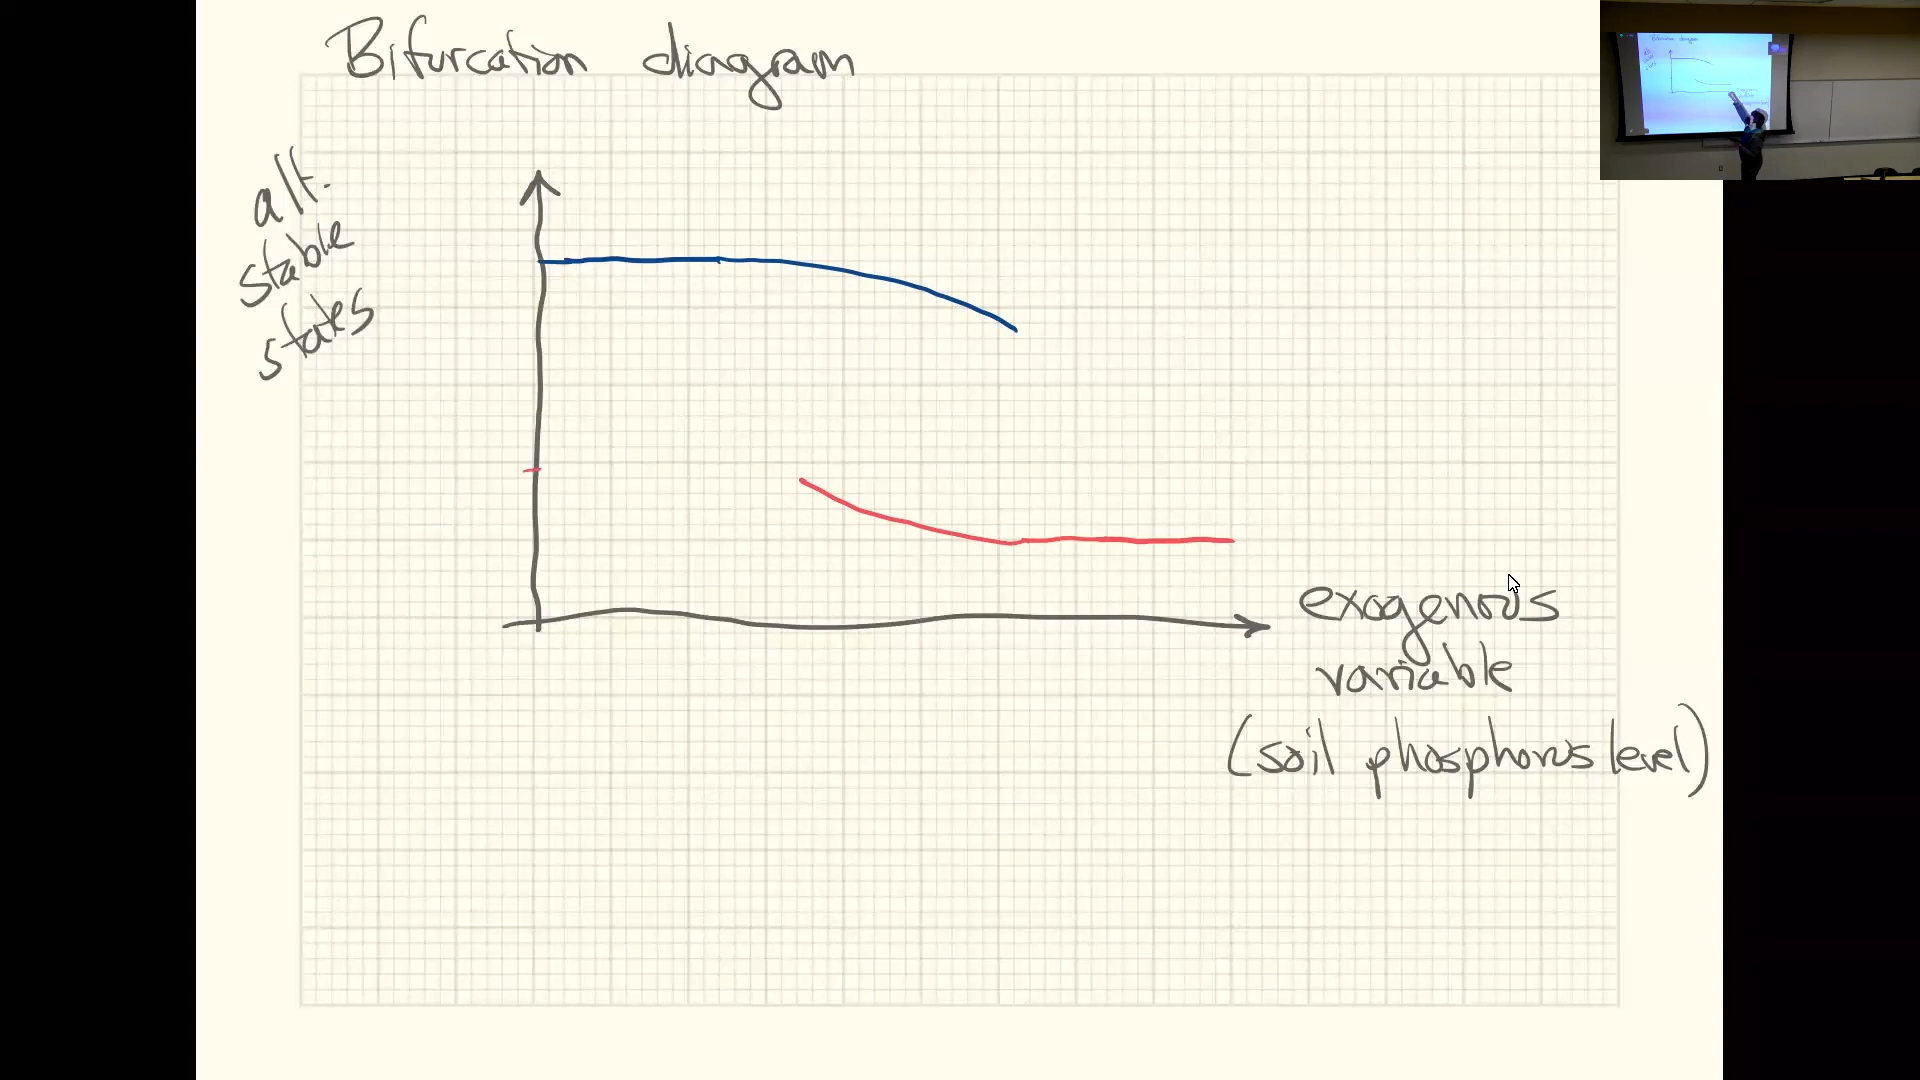 Bifurcation diagram
alt.
stable
states
exogenous
variable
(soil phosphorus level)